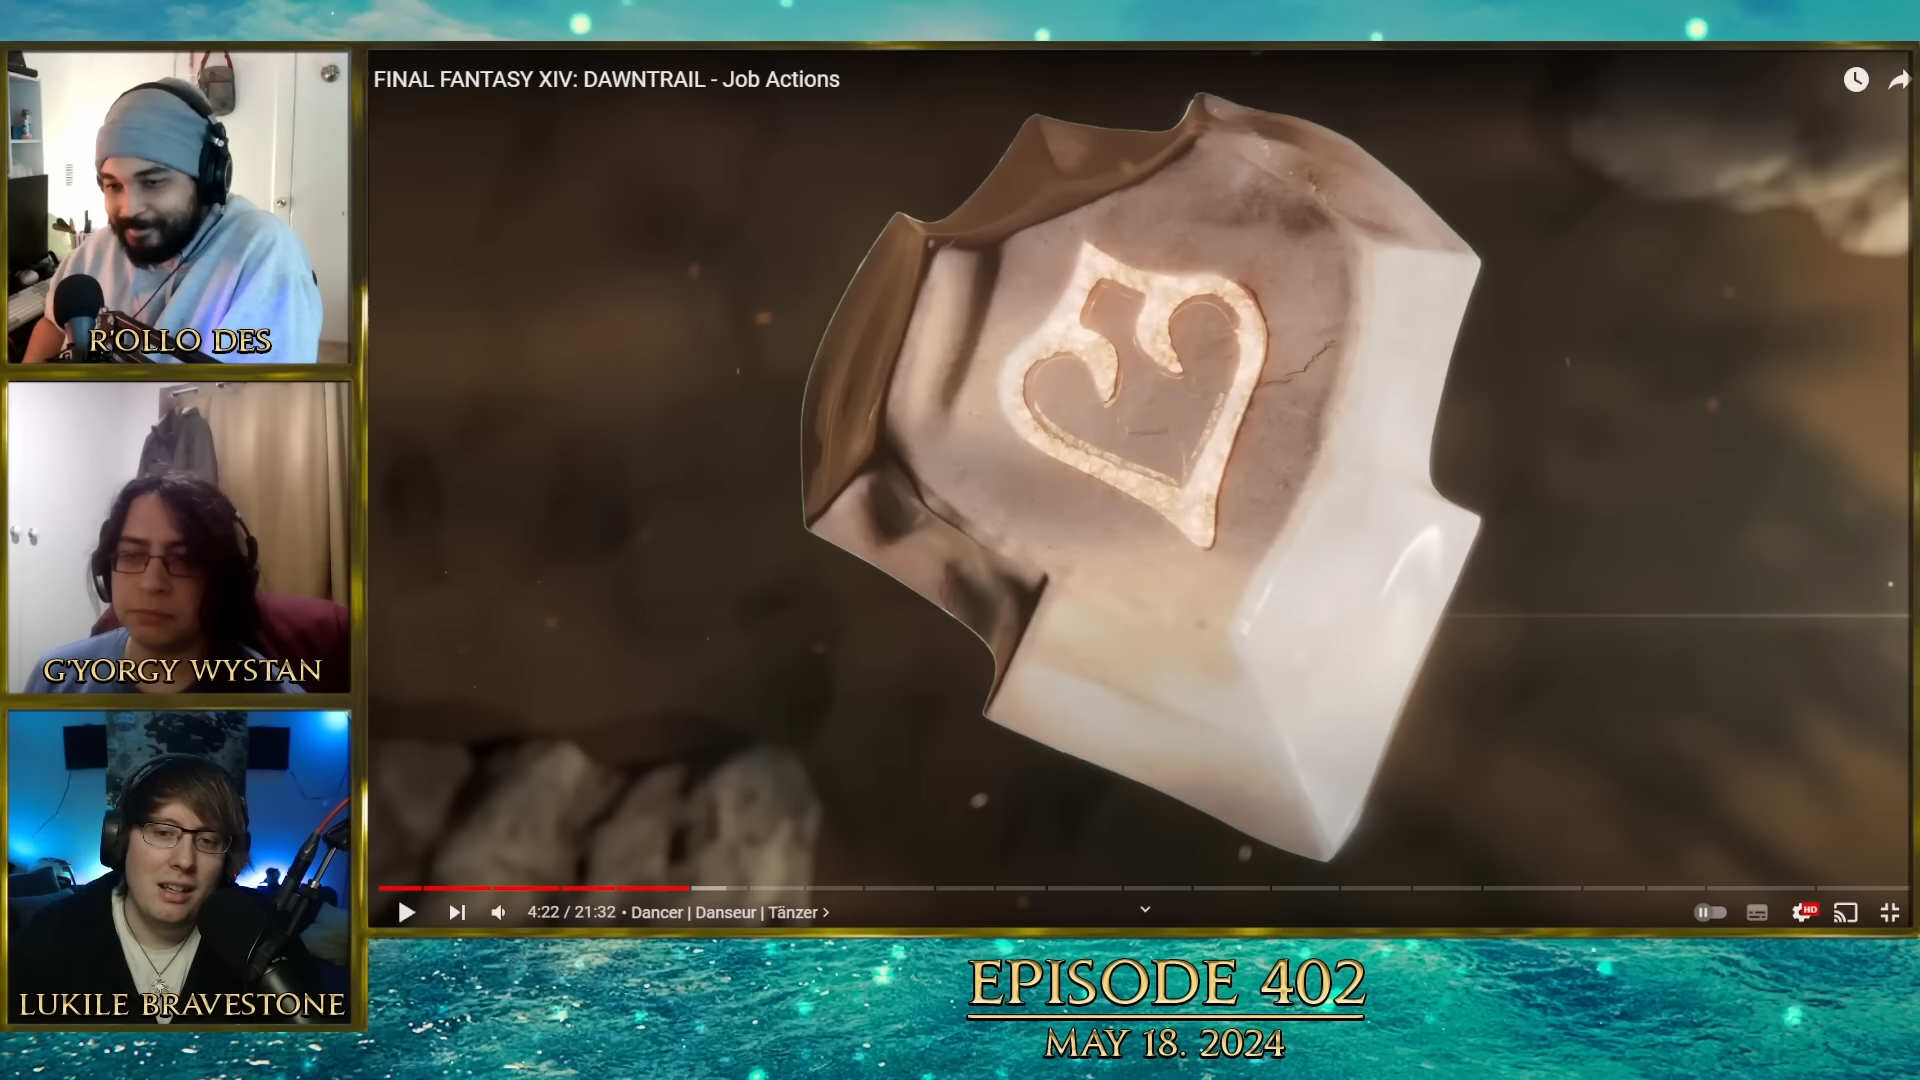 FINAL FANTASY XIV: DAWNTRAIL - Job Actions
R'OLLO DES
G'YORGY WYSTAN
LUKILE BRAVESTONE
4:22 / 21:32 • Dancer | Danseur | Tänzer
HD
EPISODE 402
MAY 18. 2024